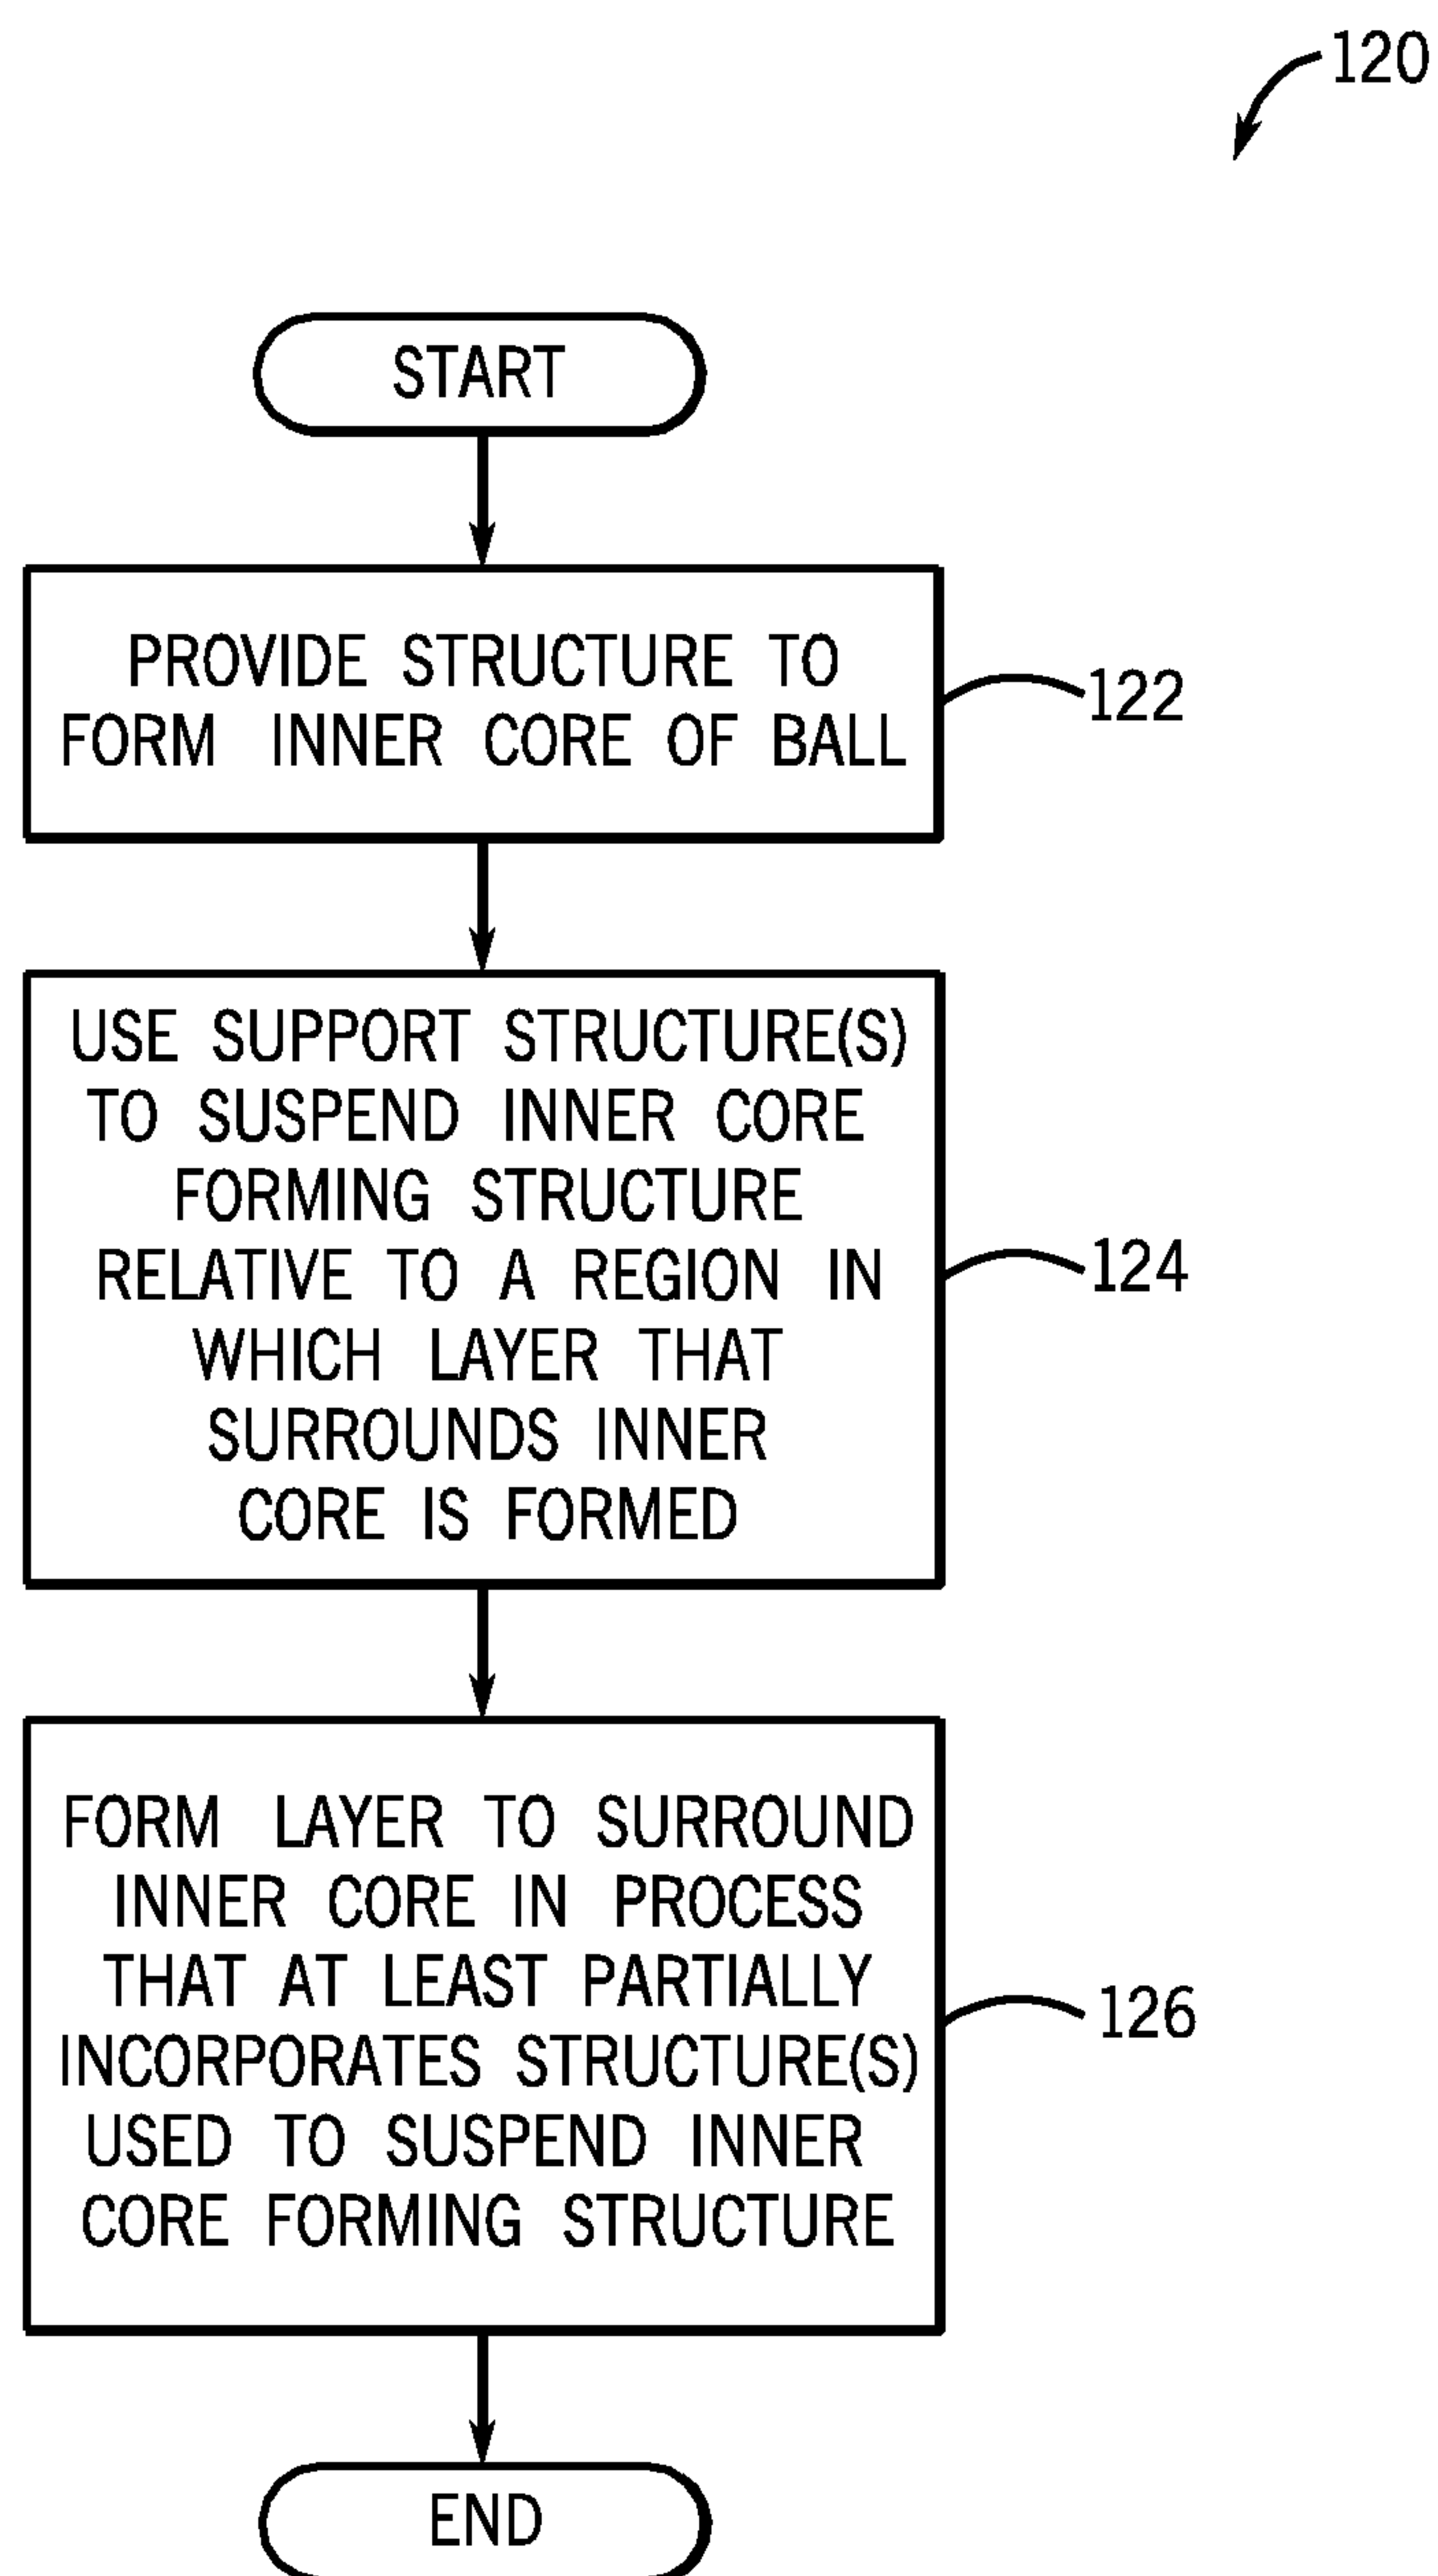 120
START
PROVIDE STRUCTURE TO
FORM INNER CORE OF BALL
122
USE SUPPORT STRUCTURE(S)
TO SUSPEND INNER CORE
FORMING STRUCTURE
RELATIVE TO A REGION IN
WHICH LAYER THAT
SURROUNDS INNER
CORE IS FORMED
124
FORM LAYER TO SURROUND
INNER CORE IN PROCESS
THAT AT LEAST PARTIALLY
INCORPORATES STRUCTURE(S)
USED TO SUSPEND INNER
CORE FORMING STRUCTURE
126
END